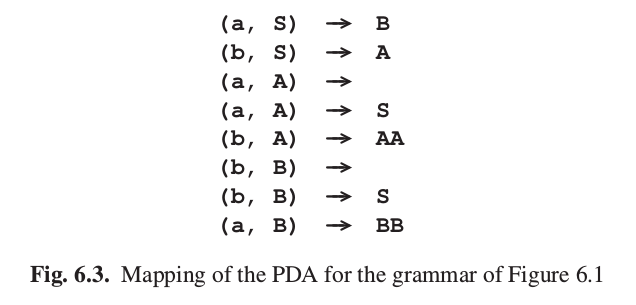 (a, S) → B
(b, S) → A
(a, A) →
(a, A) → S
(b, A) → AA
(b, B) →
(b, B) → S
(a, B) → BB
Fig. 6.3. Mapping of the PDA for the grammar of Figure 6.1